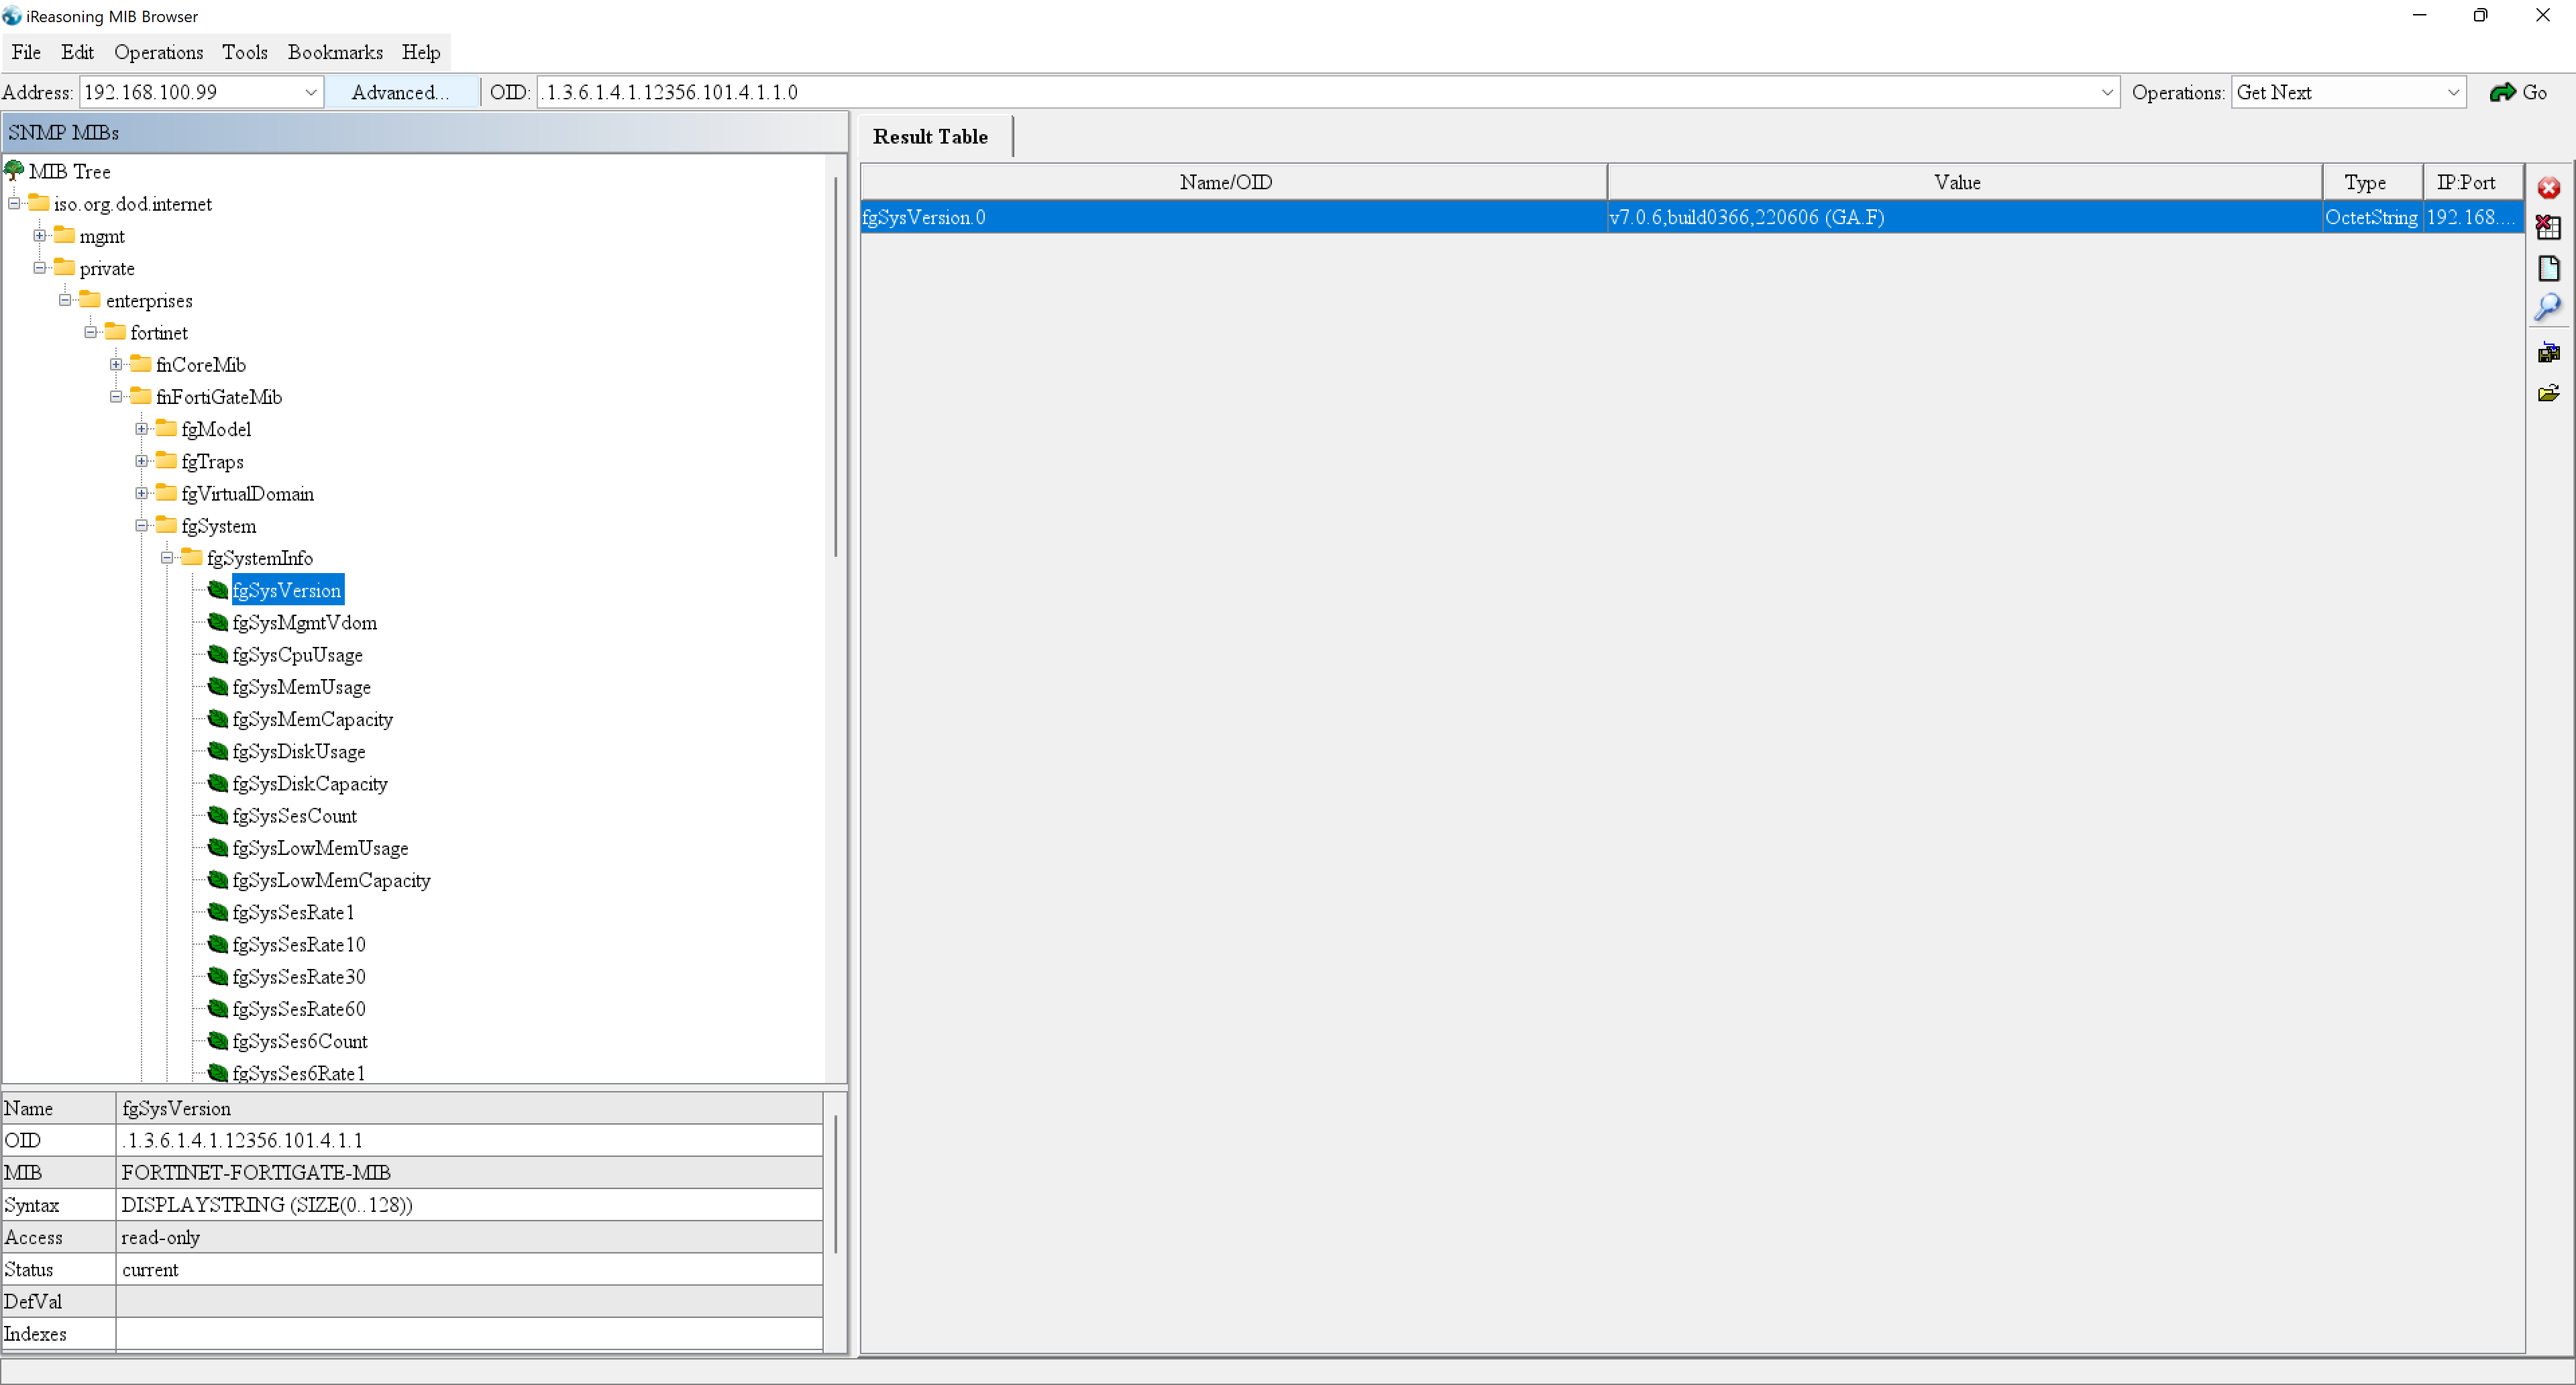 iReasoning MIB Browser
File Edit Operations Tools Bookmarks Help
Address: 192.168.100.99 Advanced... OID: .1.3.6.1.4.1.12356.101.4.1.1.0 Operations: Get Next Go
SNMP MIBs
MIB Tree
iso.org.dod.internet
mgmt
private
enterprises
fortinet
fnCoreMib
fnFortiGateMib
fgModel
fgTraps
fgVirtualDomain
fgSystem
fgSystemInfo
fgSysVersion
fgSysMgmtVdom
fgSysCpuUsage
fgSysMemUsage
fgSysMemCapacity
fgSysDiskUsage
fgSysDiskCapacity
fgSysSesCount
fgSysLowMemUsage
fgSysLowMemCapacity
fgSysSesRate1
fgSysSesRate10
fgSysSesRate30
fgSysSesRate60
fgSysSes6Count
fgSysSes6Rate1
Name fgSysVersion
OID .1.3.6.1.4.1.12356.101.4.1.1
MIB FORTINET-FORTIGATE-MIB
Syntax DISPLAYSTRING (SIZE(0..128))
Access read-only
Status current
DefVal
Indexes
Result Table
Name/OID Value Type IP:Port
fgSysVersion.0 v7.0.6,build0366,220606 (GA.F) OctetString 192.168....